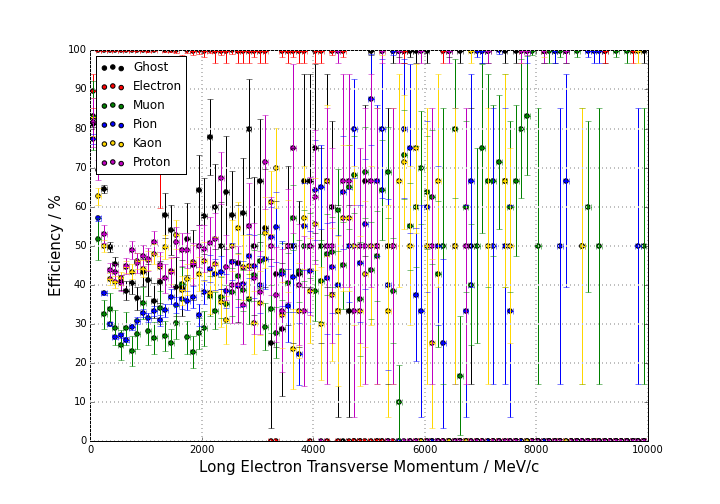 100
90
80
70
60
50
40
30
20
10
0
Efficiency / %
Ghost
Electron
Muon
Pion
Kaon
Proton
0 2000 4000 6000 8000 10000
Long Electron Transverse Momentum / MeV/c